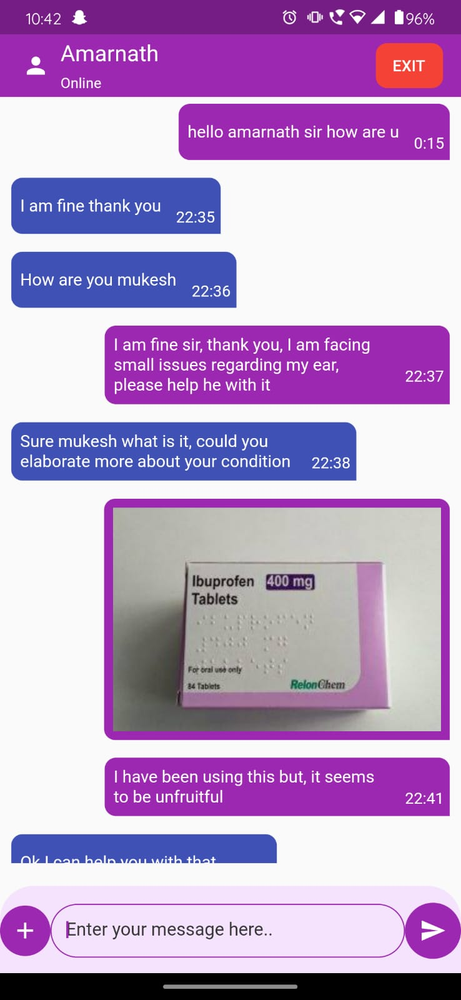 10:42
96%
Amarnath
Online
EXIT
hello amarnath sir how are u
0:15
I am fine thank you
22:35
How are you mukesh
22:36
I am fine sir, thank you, I am facing
small issues regarding my ear,
please help he with it
22:37
Sure mukesh what is it, could you
elaborate more about your condition
22:38
Ibuprofen 400 mg
Tablets
For oral use only
84 Tablets
RelonChem
I have been using this but, it seems
to be unfruitful
22:41
Ok I can help you with that
Enter your message here..